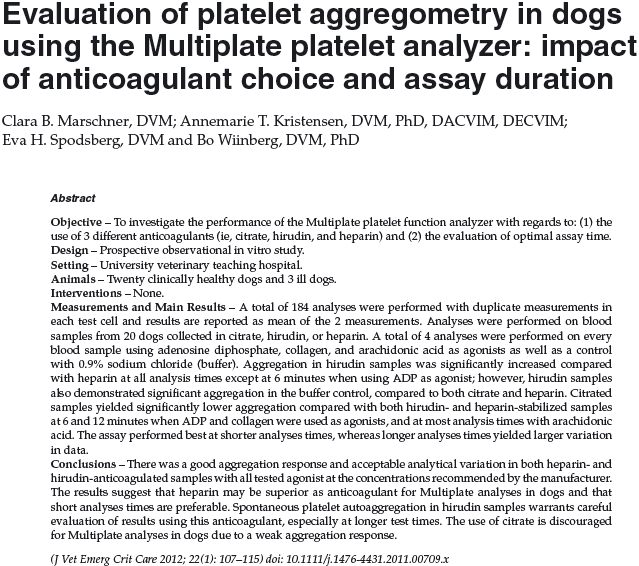 Evaluation of platelet aggregometry in dogs
using the Multiplate platelet analyzer: impact
of anticoagulant choice and assay duration
Clara B. Marschner, DVM; Annemarie T. Kristensen, DVM, PhD, DACVIM, DECVIM;
Eva H. Spodsberg, DVM and Bo Wiinberg, DVM, PhD
Abstract
Objective – To investigate the performance of the Multiplate platelet function analyzer with regards to: (1) the
use of 3 different anticoagulants (ie, citrate, hirudin, and heparin) and (2) the evaluation of optimal assay time.
Design – Prospective observational in vitro study.
Setting – University veterinary teaching hospital.
Animals – Twenty clinically healthy dogs and 3 ill dogs.
Interventions – None.
Measurements and Main Results – A total of 184 analyses were performed with duplicate measurements in
each test cell and results are reported as mean of the 2 measurements. Analyses were performed on blood
samples from 20 dogs collected in citrate, hirudin, or heparin. A total of 4 analyses were performed on every
blood sample using adenosine diphosphate, collagen, and arachidonic acid as agonists as well as a control
with 0.9% sodium chloride (buffer). Aggregation in hirudin samples was significantly increased compared
with heparin at all analysis times except at 6 minutes when using ADP as agonist; however, hirudin samples
also demonstrated significant aggregation in the buffer control, compared to both citrate and heparin. Citrated
samples yielded significantly lower aggregation compared with both hirudin- and heparin-stabilized samples
at 6 and 12 minutes when ADP and collagen were used as agonists, and at most analysis times with arachidonic
acid. The assay performed best at shorter analyses times, whereas longer analyses times yielded larger variation
in data.
Conclusions – There was a good aggregation response and acceptable analytical variation in both heparin- and
hirudin-anticoagulated samples with all tested agonist at the concentrations recommended by the manufacturer.
The results suggest that heparin may be superior as anticoagulant for Multiplate analyses in dogs and that
short analyses times are preferable. Spontaneous platelet autoaggregation in hirudin samples warrants careful
evaluation of results using this anticoagulant, especially at longer test times. The use of citrate is discouraged
for Multiplate analyses in dogs due to a weak aggregation response.
(J Vet Emerg Crit Care 2012; 22(1): 107–115) doi: 10.1111/j.1476-4431.2011.00709.x